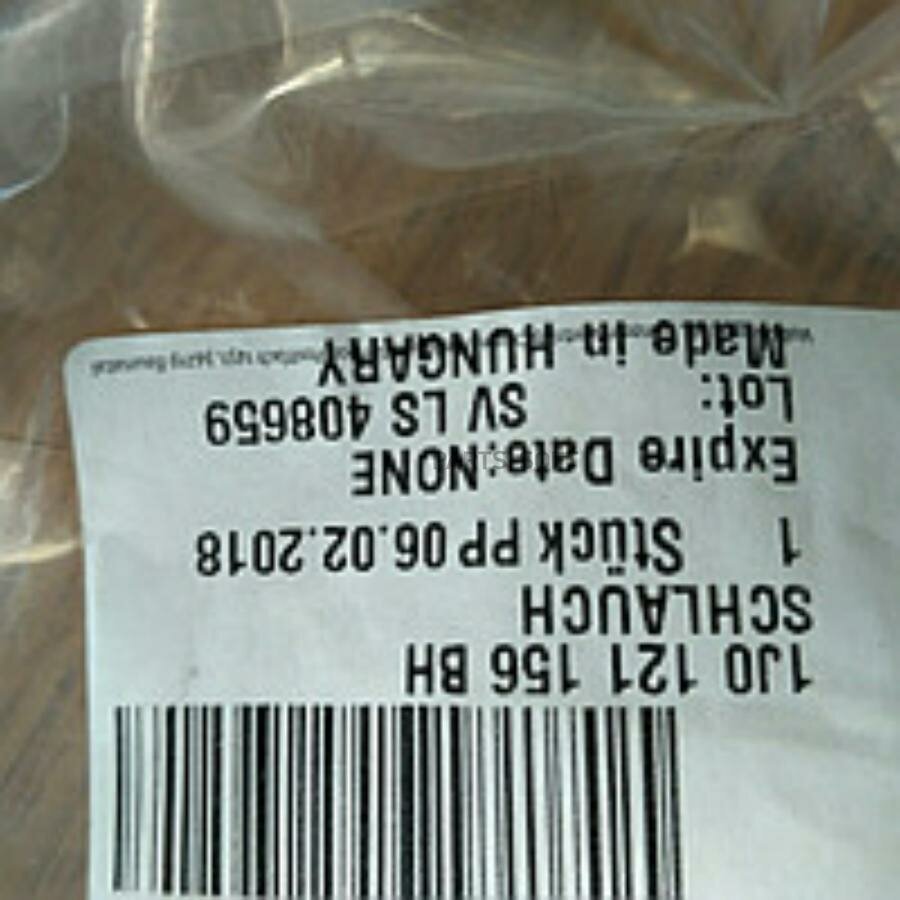 1J0 121 156 BH
SCHLAUCH
1 Stück PP 06.02.2018
Expire Date:NONE
Lot: SV LS 408659
Made in HUNGARY